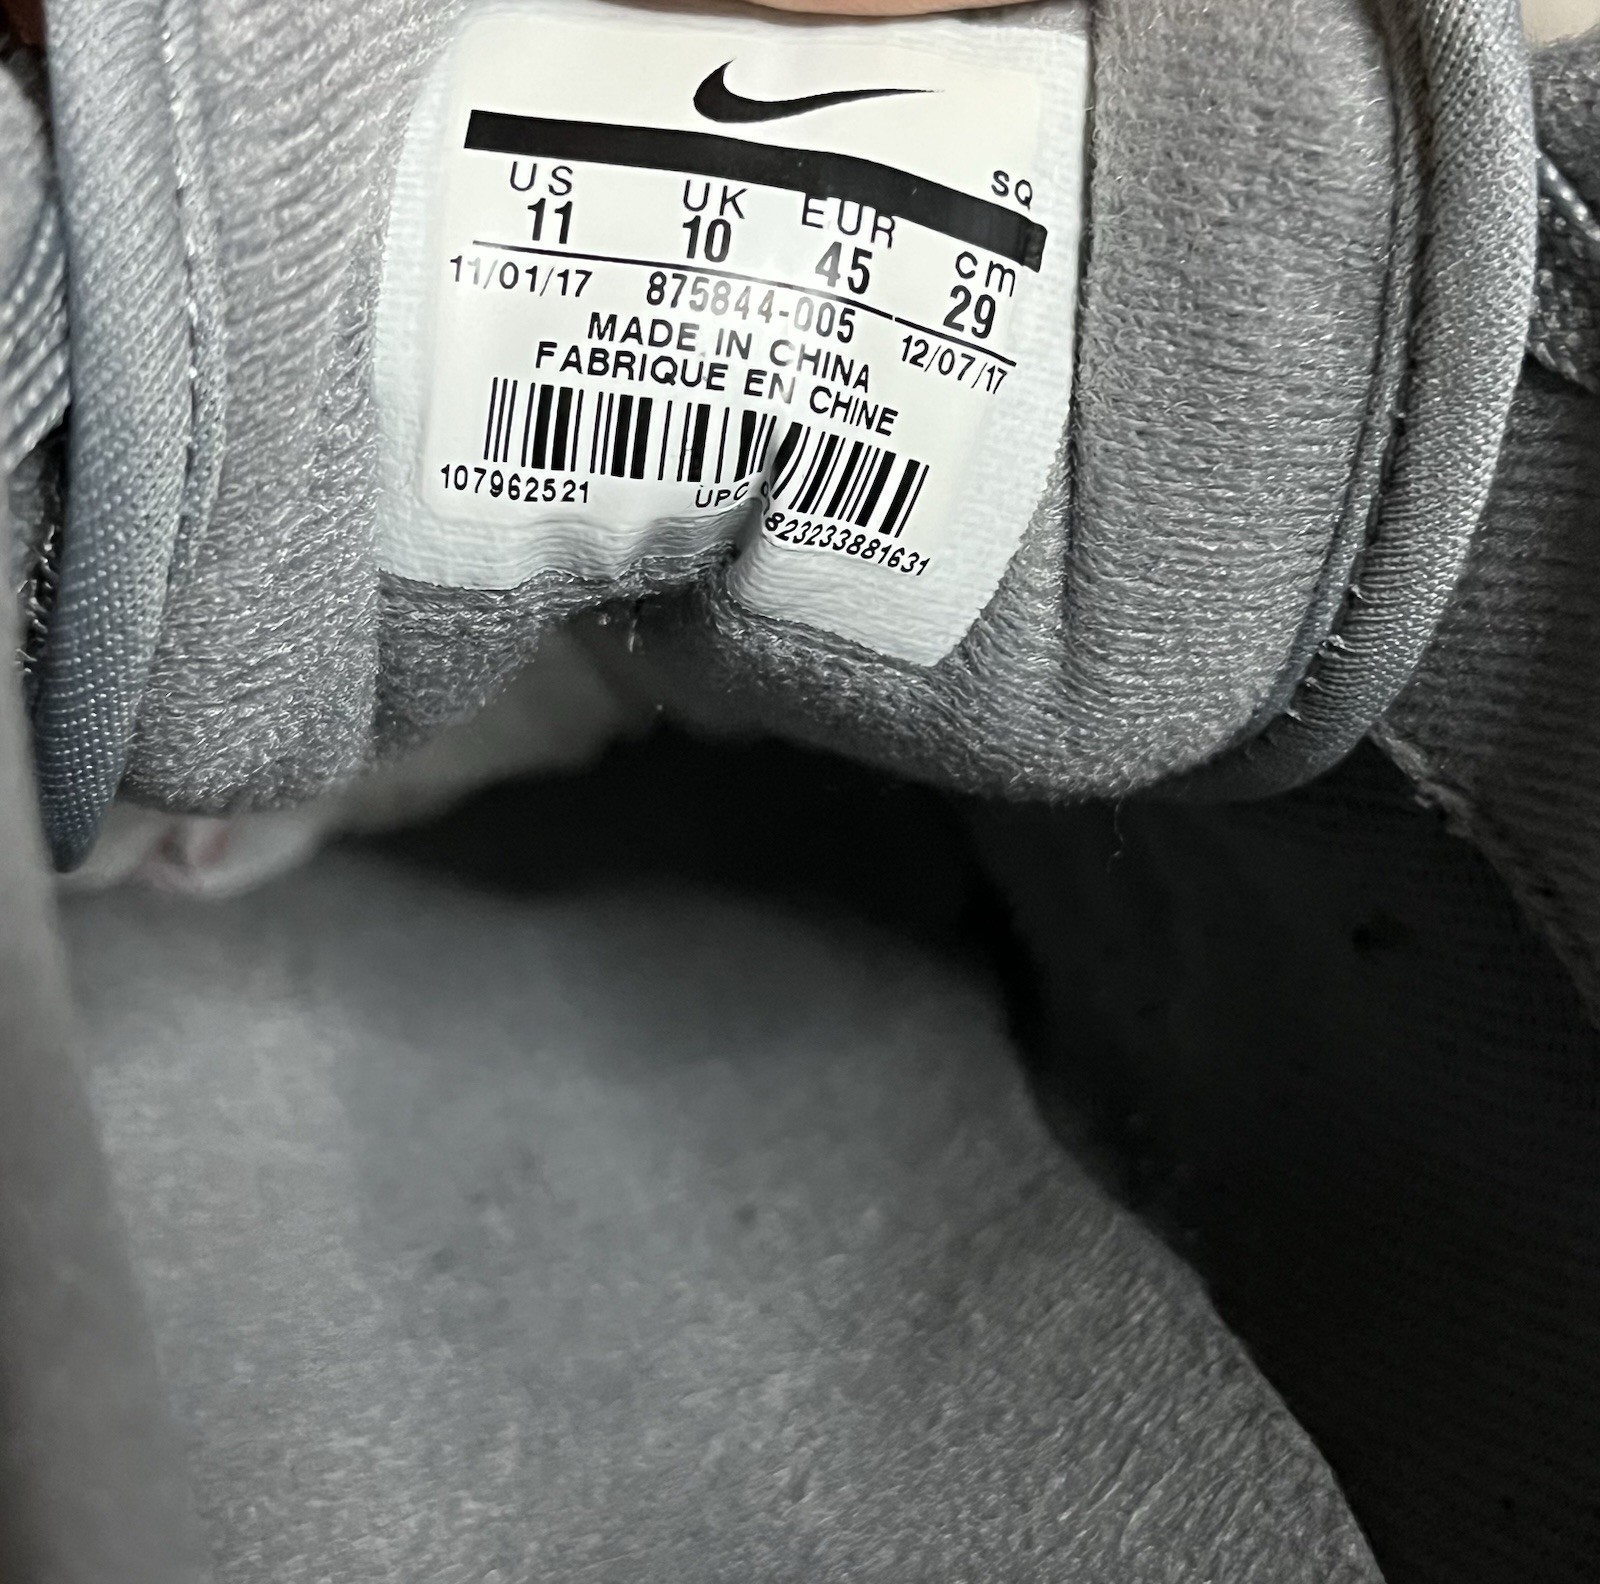 SQ
US UK EUR cm
11 10 45 29
11/01/17 875844-005 12/07/17
MADE IN CHINA
FABRIQUE EN CHINE
107962521 UPC 823233881631